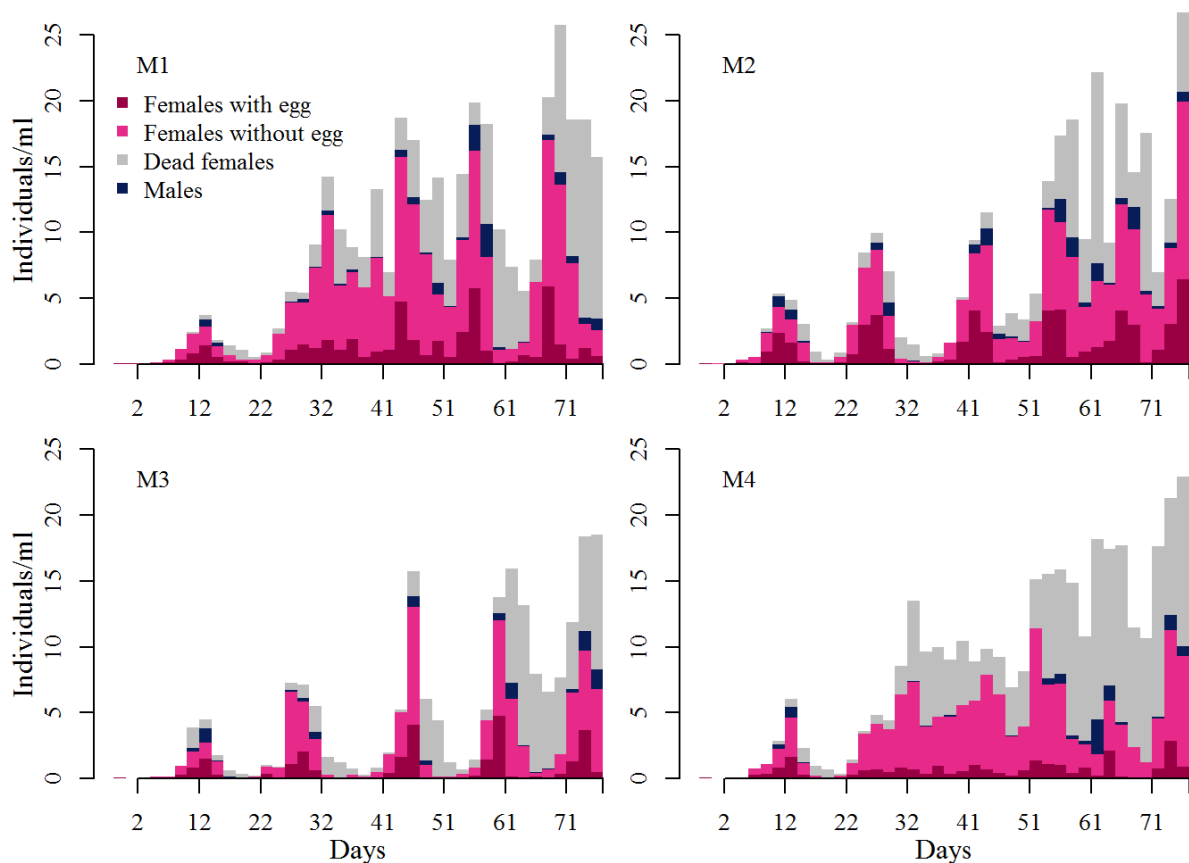 M1
Females with egg
Females without egg
Dead females
Males
Individuals/ml
0 5 10 15 20 25
2 12 22 32 41 51 61 71
M2
0 5 10 15 20 25
2 12 22 32 41 51 61 71
M3
Individuals/ml
0 5 10 15 20 25
2 12 22 32 41 51 61 71
Days
M4
0 5 10 15 20 25
2 12 22 32 41 51 61 71
Days